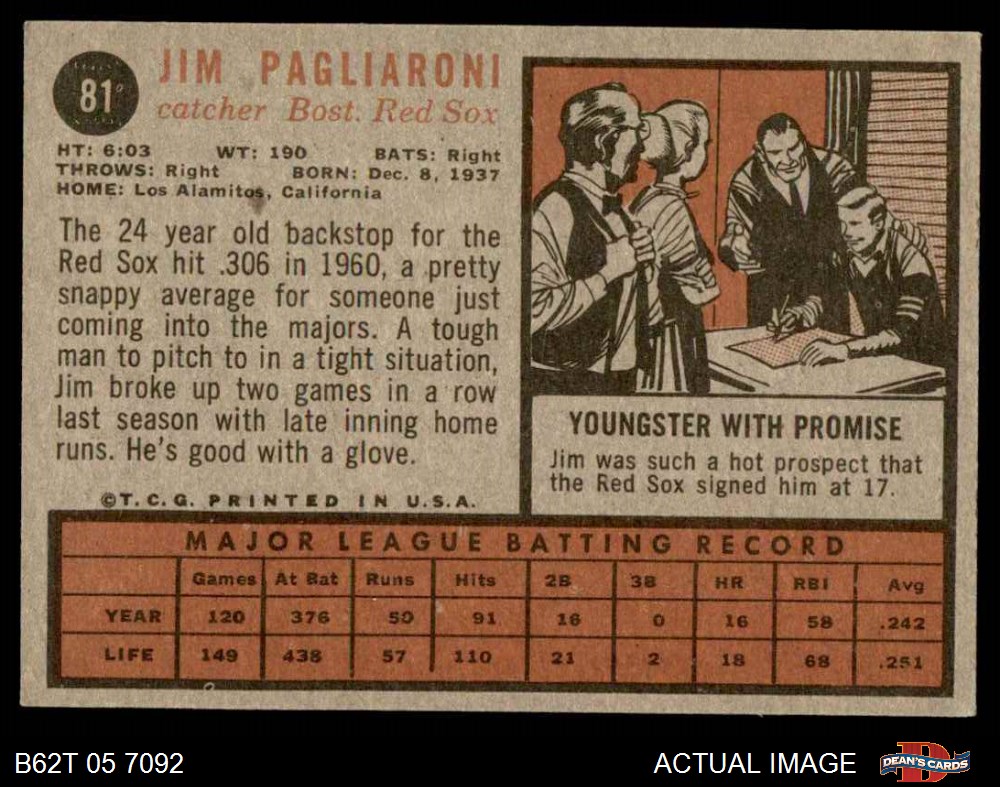 81
JIM PAGLIARONI
catcher Bost. Red Sox
HT: 6:03 WT: 190 BATS: Right
THROWS: Right BORN: Dec. 8, 1937
HOME: Los Alamitos, California
The 24 year old backstop for the
Red Sox hit .306 in 1960, a pretty
snappy average for someone just
coming into the majors. A tough
man to pitch to in a tight situation,
Jim broke up two games in a row
last season with late inning home
runs. He's good with a glove.
©T.C.G. PRINTED IN U.S.A.
YOUNGSTER WITH PROMISE
Jim was such a hot prospect that
the Red Sox signed him at 17.
MAJOR LEAGUE BATTING RECORD
Games At Bat Runs Hits 2B 3B HR RBI Avg
YEAR 120 376 50 91 16 0 16 58 .242
LIFE 149 438 57 110 21 2 18 68 .251
B62T 05 7092 ACTUAL IMAGE DEAN'S CARDS